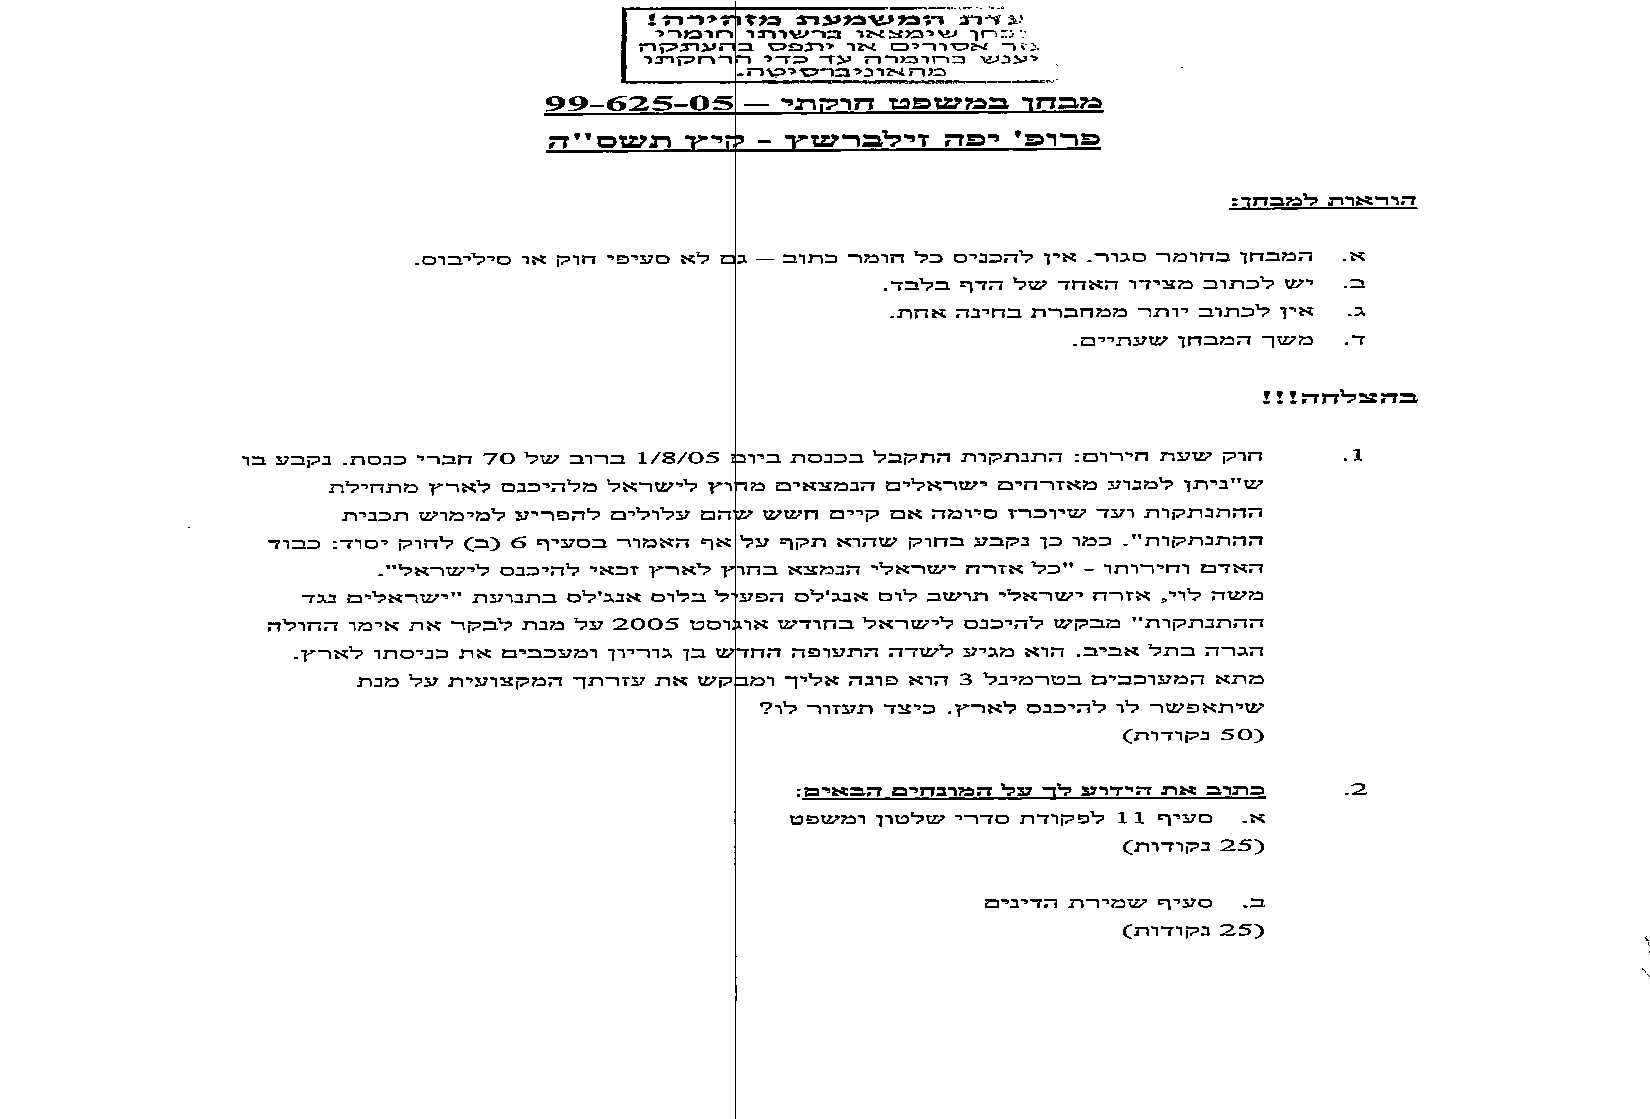 עדת המשמעת מזהירה!
שימצאו ברשותו חומרי
אסורים או יתפס בהעתקה
יענש בחומרה עד כדי הרחקתו
מהאוניברסיטה.
מבחן במשפט חוקתי – 99-625-05
פרופ' יפה זילברשץ - קיץ תשס"ה
הוראות למבחן:
א. המבחן בחומר סגור. אין להכניס כל חומר כתוב – גם לא סעיפי חוק או סיליבוס.
ב. יש לכתוב מצידו האחד של הדף בלבד.
ג. אין לכתוב יותר ממחברת בחינה אחת.
ד. משך המבחן שעתיים.
בהצלחה!!!
1. חוק שעת חירום: התנתקות התקבל בכנסת ביום 1/8/05 ברוב של 70 חברי כנסת. נקבע בו
ש"ניתן למנוע מאזרחים ישראלים הנמצאים מחוץ לישראל מלהיכנס לארץ מתחילת
ההתנתקות ועד שיוכרז סיומה אם קיים חשש שהם עלולים להפריע למימוש תכנית
ההתנתקות". כמו כן נקבע בחוק שהוא תקף על אף האמור בסעיף 6 (ב) לחוק יסוד: כבוד
האדם וחירותו - "כל אזרח ישראלי הנמצא בחוץ לארץ זכאי להיכנס לישראל".
משה לוי, אזרח ישראלי תושב לוס אנג'לס הפעיל בלוס אנג'לס בתנועת "ישראלים נגד
ההתנתקות" מבקש להיכנס לישראל בחודש אוגוסט 2005 על מנת לבקר את אימו החולה
הגרה בתל אביב. הוא מגיע לשדה התעופה החדש בן גוריון ומעכבים את כניסתו לארץ.
מתא המעוכבים בטרמינל 3 הוא פונה אליך ומבקש את עזרתך המקצועית על מנת
שיתאפשר לו להיכנס לארץ. כיצד תעזור לו?
(50 נקודות)
2. כתוב את הידוע לך על המונחים הבאים:
א. סעיף 11 לפקודת סדרי שלטון ומשפט
(25 נקודות)
ב. סעיף שמירת הדינים
(25 נקודות)